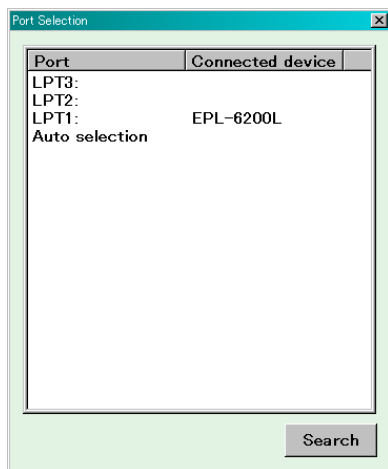 Port Selection
Port Connected device
LPT3:
LPT2:
LPT1: EPL-6200L
Auto selection
Search